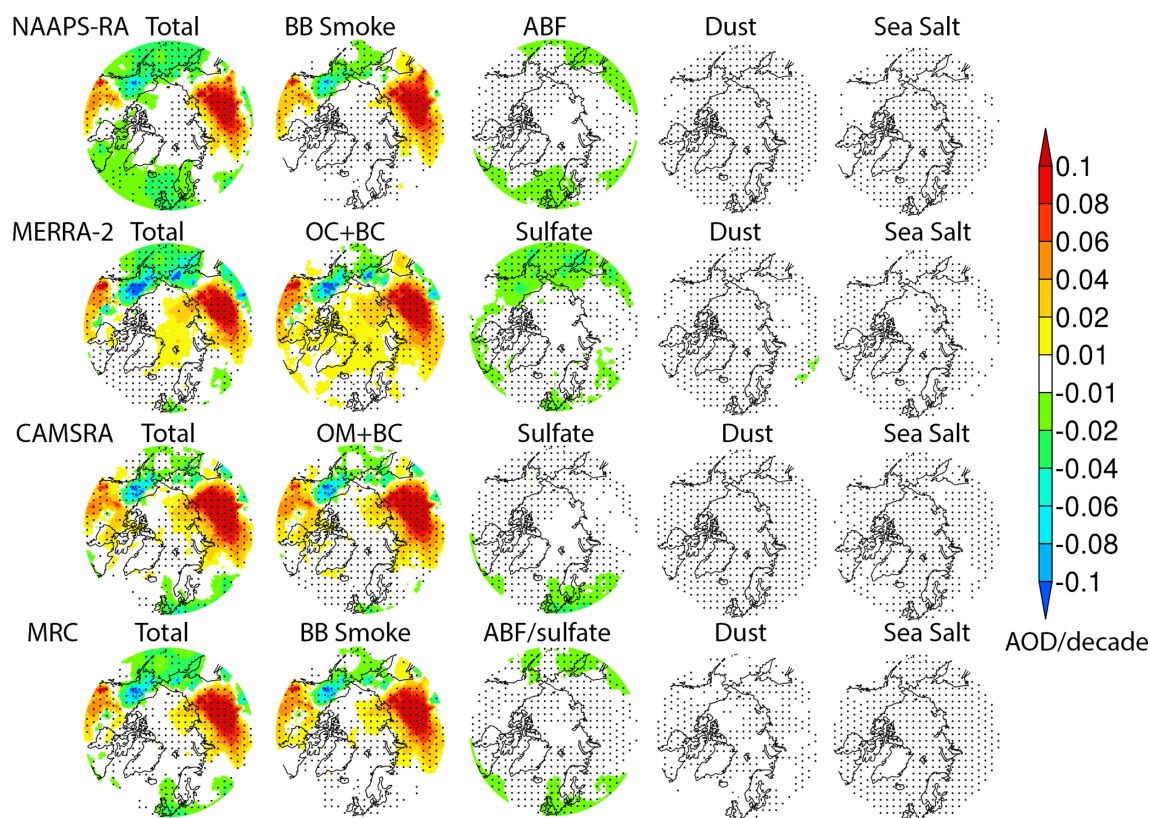 NAAPS-RA Total BB Smoke ABF Dust Sea Salt
MERRA-2 Total OC+BC Sulfate Dust Sea Salt
CAMSRA Total OM+BC Sulfate Dust Sea Salt
MRC Total BB Smoke ABF/sulfate Dust Sea Salt
0.1
0.08
0.06
0.04
0.02
0.01
-0.01
-0.02
-0.04
-0.06
-0.08
-0.1
AOD/decade